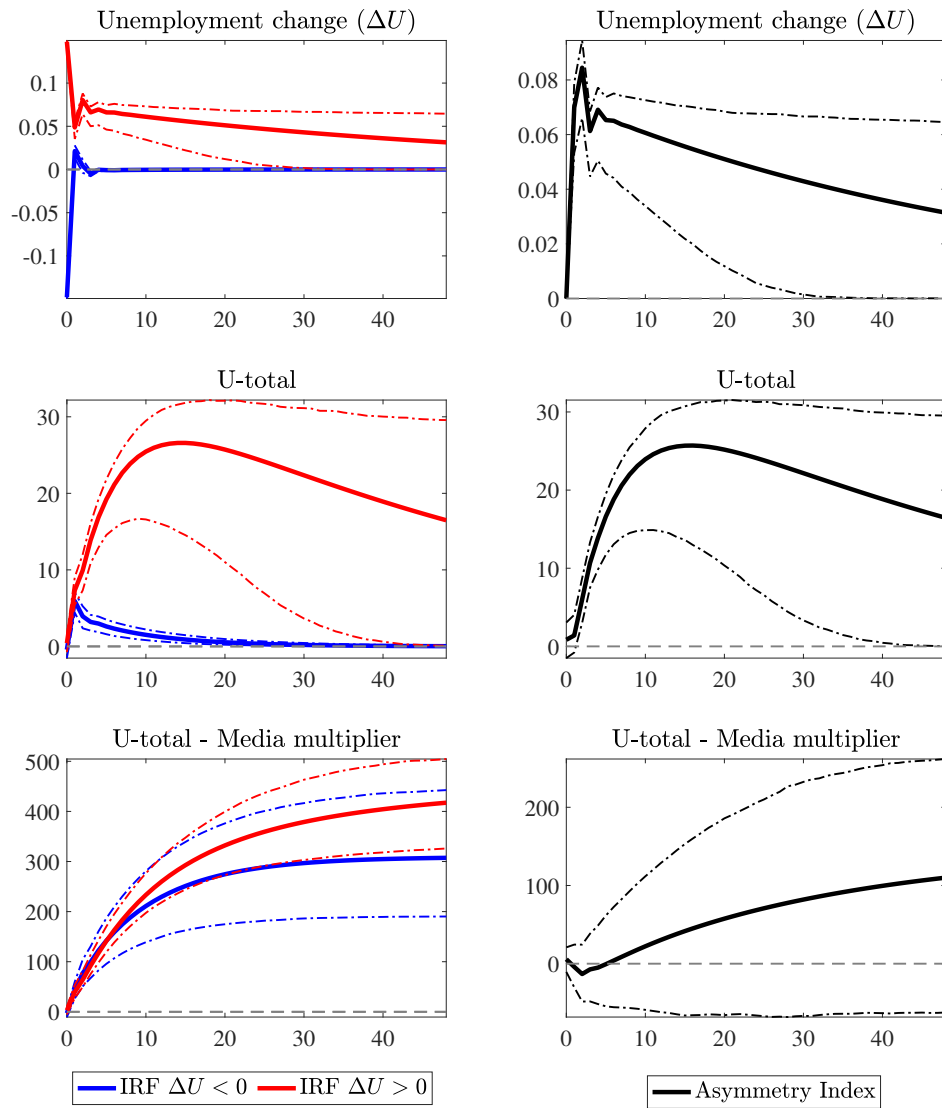 Unemployment change (ΔU)
0.1
0.05
0
-0.05
-0.1
0 10 20 30 40
Unemployment change (ΔU)
0.08
0.06
0.04
0.02
0
0 10 20 30 40
U-total
30
20
10
0
0 10 20 30 40
U-total
30
20
10
0
0 10 20 30 40
U-total - Media multiplier
500
400
300
200
100
0
0 10 20 30 40
U-total - Media multiplier
200
100
0
0 10 20 30 40
IRF ΔU < 0 IRF ΔU > 0
Asymmetry Index